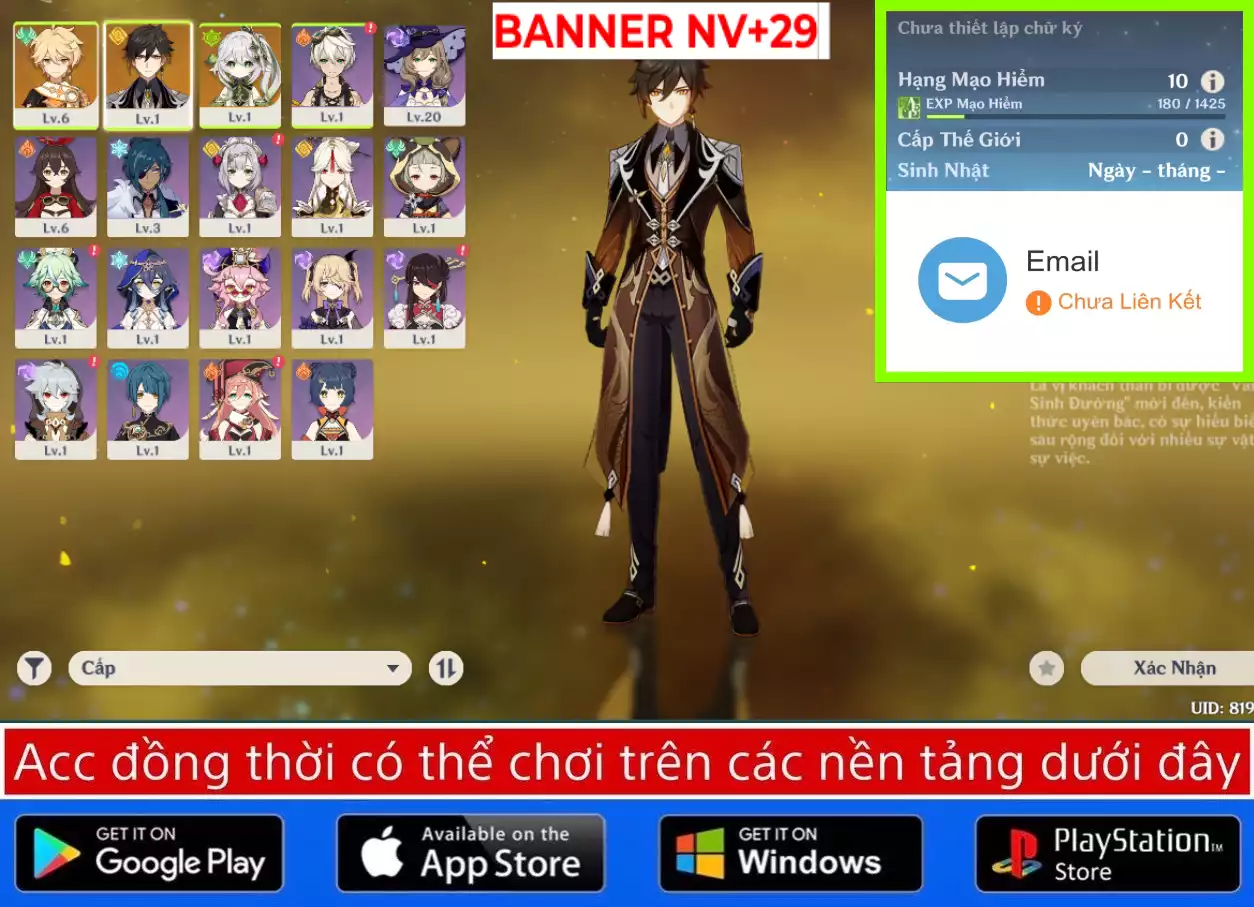 BANNER NV+29
Chưa thiết lập chữ ký
Hạng Mạo Hiểm 10
EXP Mạo Hiểm 180 / 1425
Cấp Thế Giới 0
Sinh Nhật Ngày - tháng -
Email
Chưa Liên Kết
Lv.6 Lv.1 Lv.1 Lv.1 Lv.20
Lv.6 Lv.3 Lv.1 Lv.1 Lv.1
Lv.1 Lv.1 Lv.1 Lv.1 Lv.1
Lv.1 Lv.1 Lv.1 Lv.1
Là vị khách thần bí được "Vã
Sinh Đường" mời đến, kiến
thức uyên bác, có sự hiểu biế
sâu rộng đối với nhiều sự vật
sự việc.
Cấp
Xác Nhận
UID: 819
Acc đồng thời có thể chơi trên các nền tảng dưới đây
GET IT ON
Google Play
Available on the
App Store
GET IT ON
Windows
PlayStation™
Store